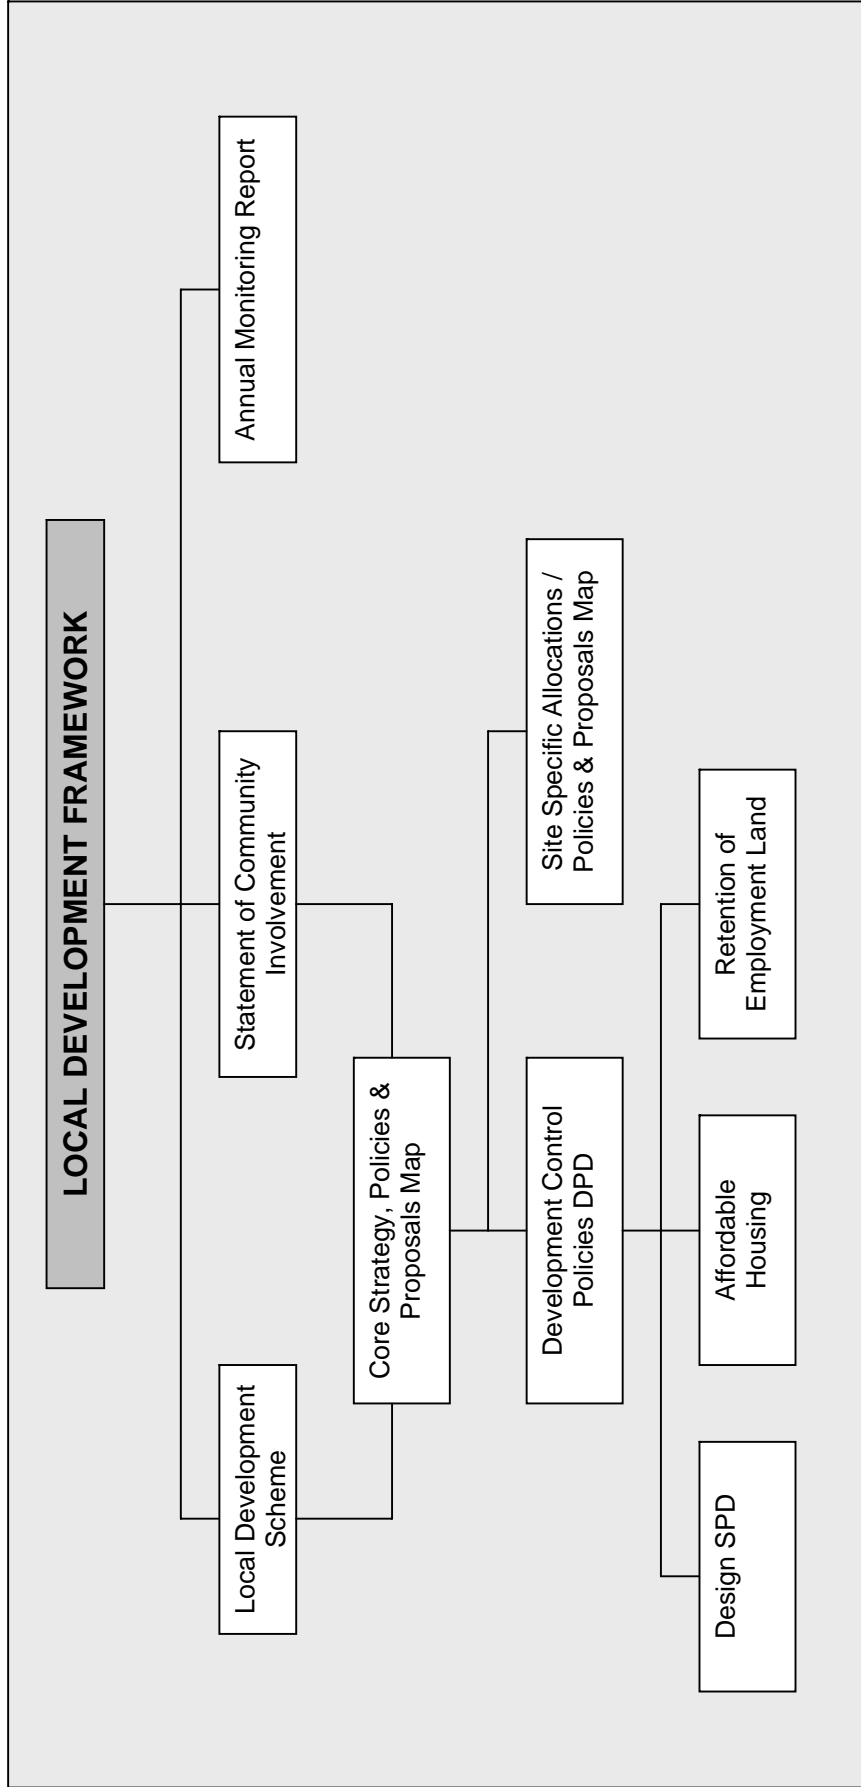 LOCAL DEVELOPMENT FRAMEWORK
Local Development
Scheme
Statement of Community
Involvement
Annual Monitoring Report
Core Strategy, Policies &
Proposals Map
Development Control
Policies DPD
Site Specific Allocations /
Policies & Proposals Map
Design SPD
Affordable
Housing
Retention of
Employment Land